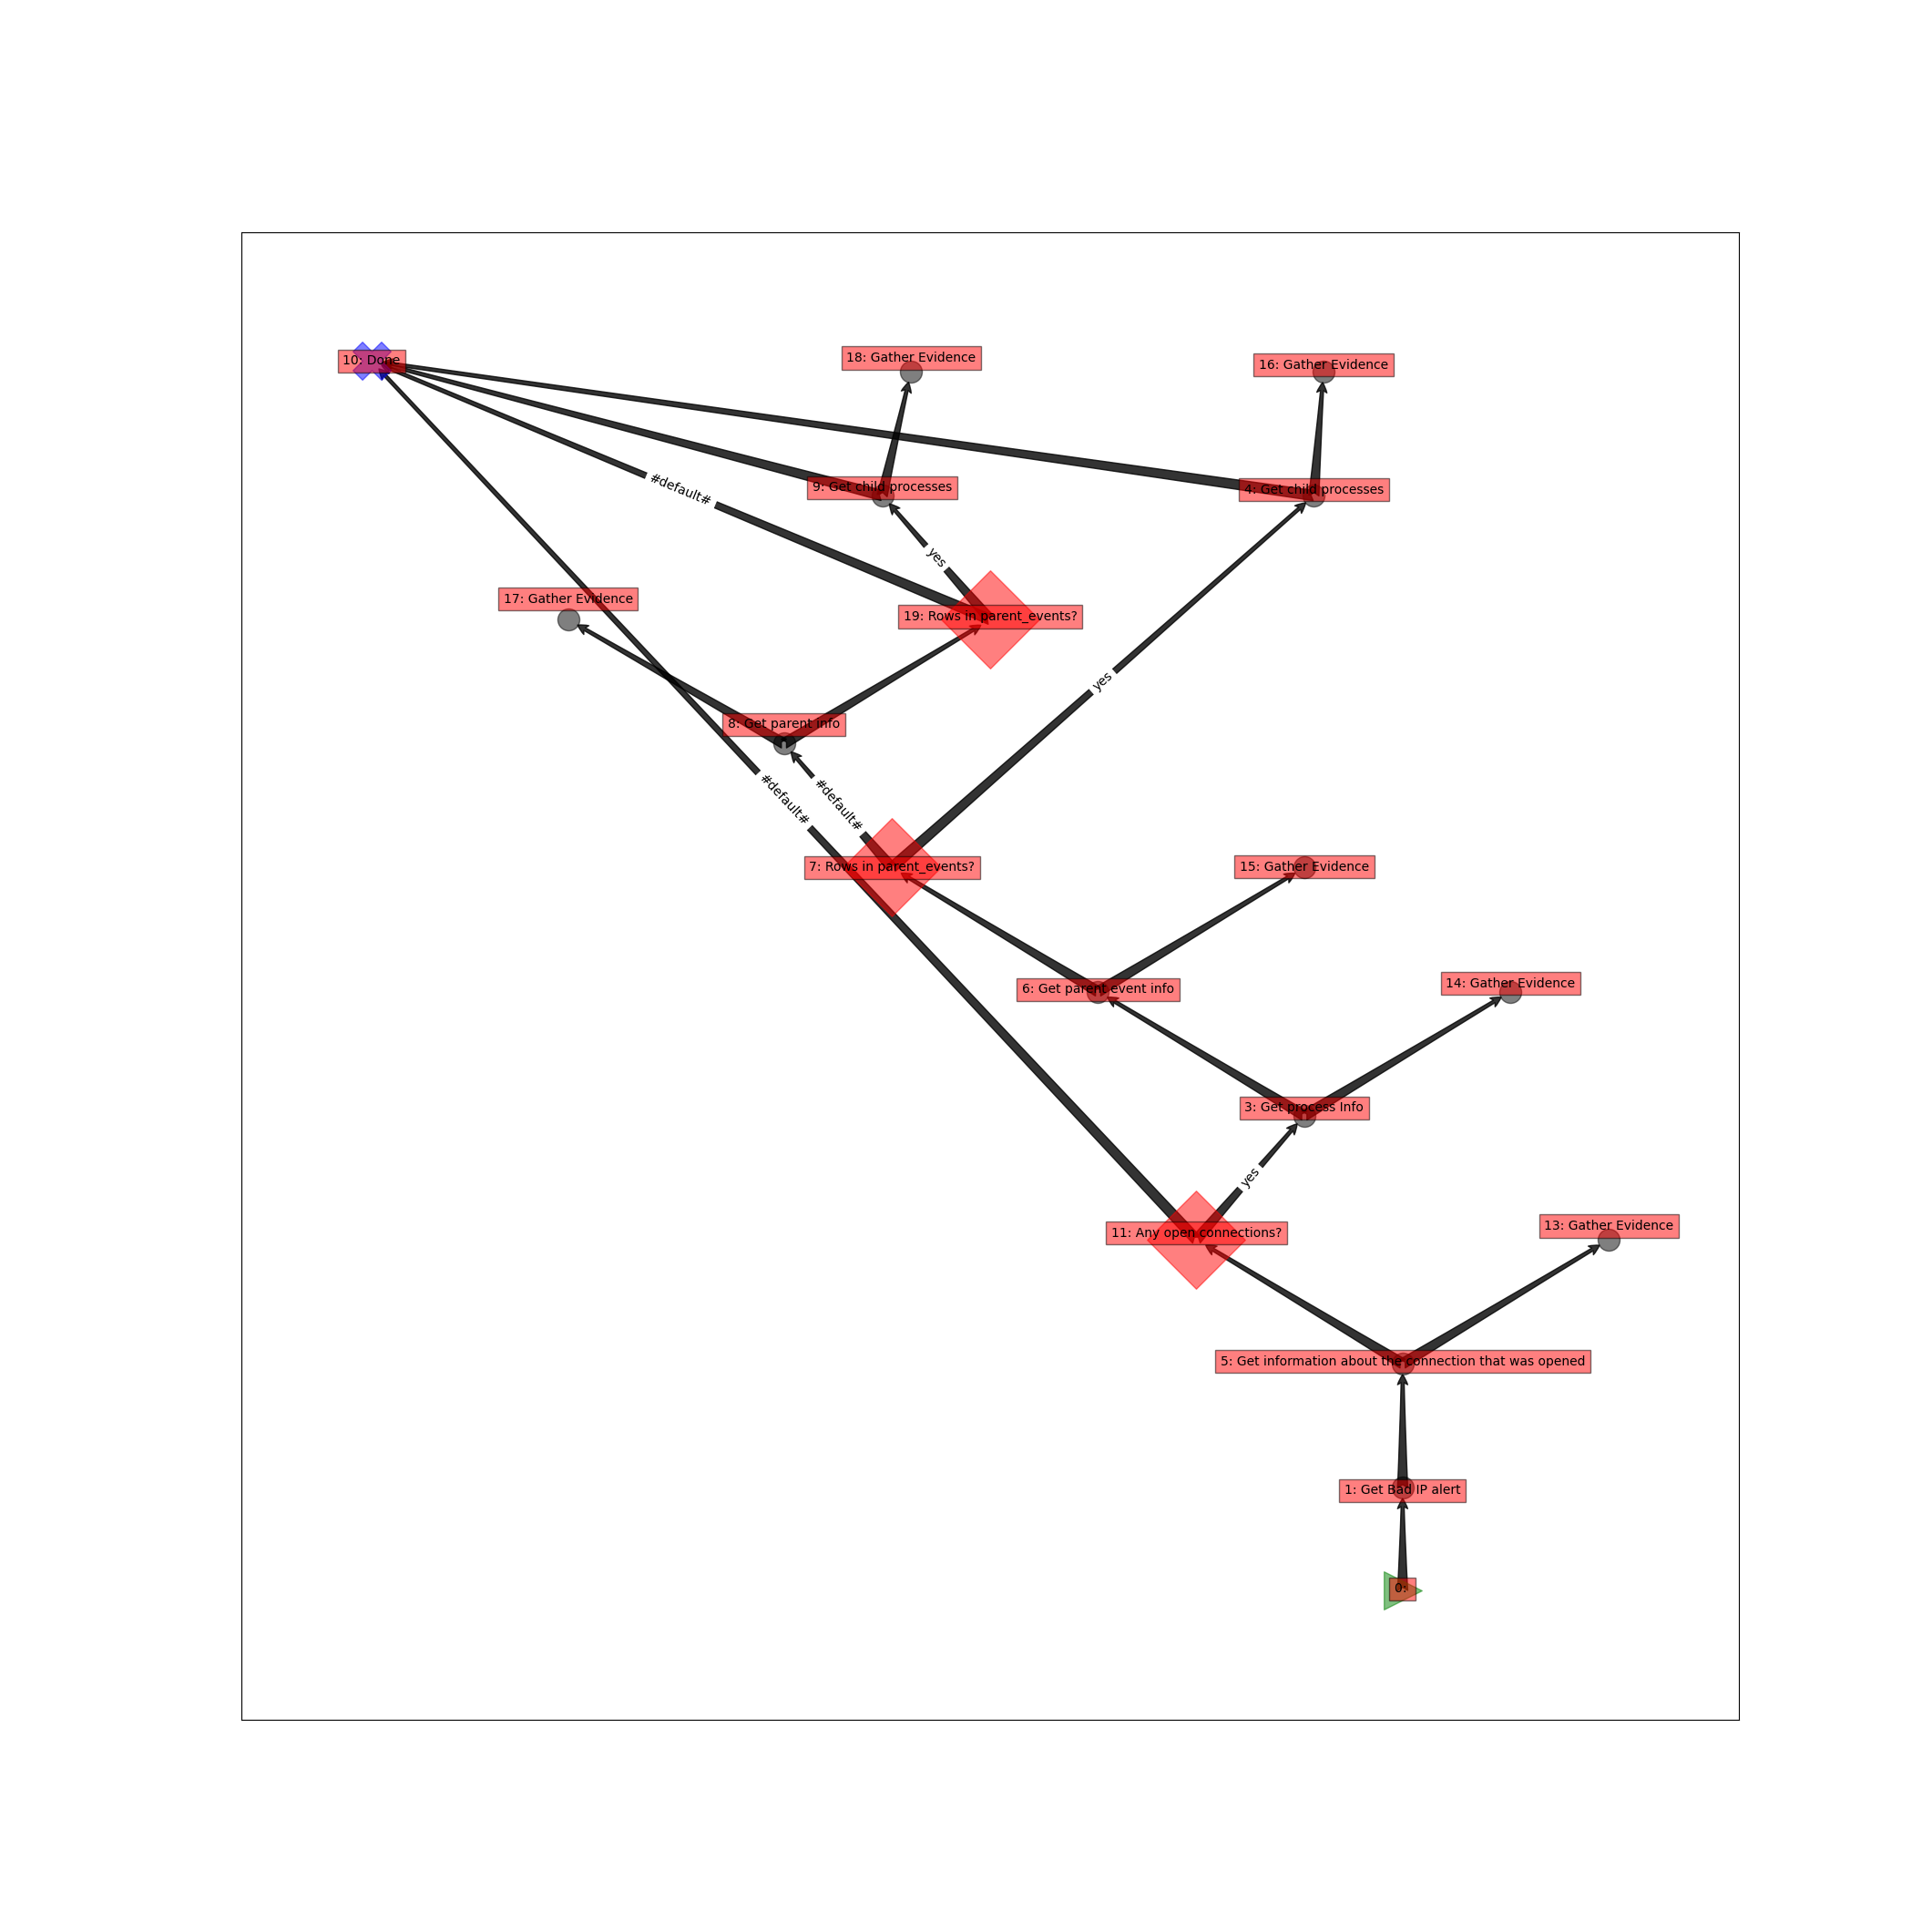 10: Done
18: Gather Evidence
16: Gather Evidence
#default#
9: Get child processes
4: Get child processes
yes
17: Gather Evidence
19: Rows in parent_events?
yes
8: Get parent info
#default#
#default#
7: Rows in parent_events?
15: Gather Evidence
6: Get parent event info
14: Gather Evidence
3: Get process Info
yes
11: Any open connections?
13: Gather Evidence
5: Get information about the connection that was opened
1: Get Bad IP alert
0: